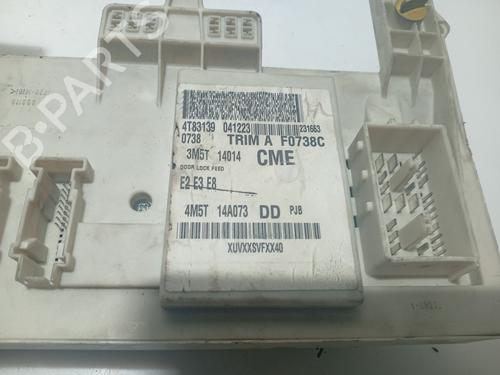 B-PARTS
4T83139 041223 231663
0738 TRIM A F0738C
3M5T 14014 CME
DOOR LOCK FEED
E2 E3 E8
4M5T 14A073 DD PJB
XUVXXSVFXX40